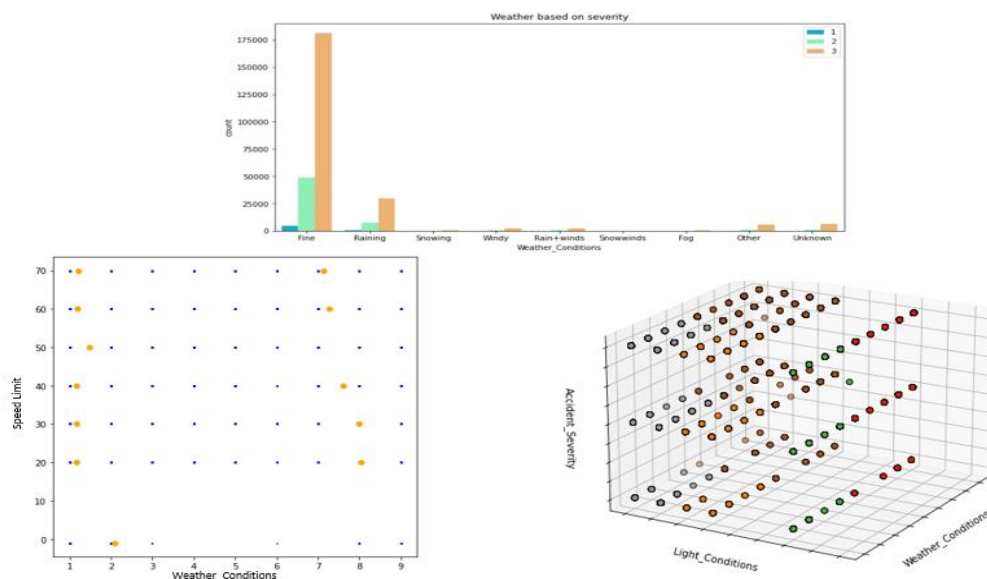 Weather based on severity
175000
150000
125000
100000
75000
50000
25000
0
count
1
2
3
Fine Raining Snowing Windy Rain+winds Snowwinds Fog Other Unknown
Weather_Conditions
70
60
50
40
30
20
10
0
Speed Limit
1 2 3 4 5 6 7 8 9
Weather_Conditions
Accident_Severity
Light_Conditions
Weather_Conditions